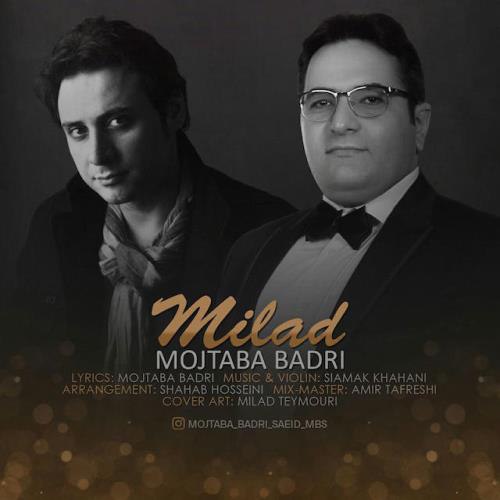 Milad
MOJTABA BADRI
LYRICS: MOJTABA BADRI MUSIC & VIOLIN: SIAMAK KHAHANI
ARRANGEMENT: SHAHAB HOSSEINI MIX-MASTER: AMIR TAFRESHI
COVER ART: MILAD TEYMOURI
MOJTABA_BADRI_SAEID_MBS